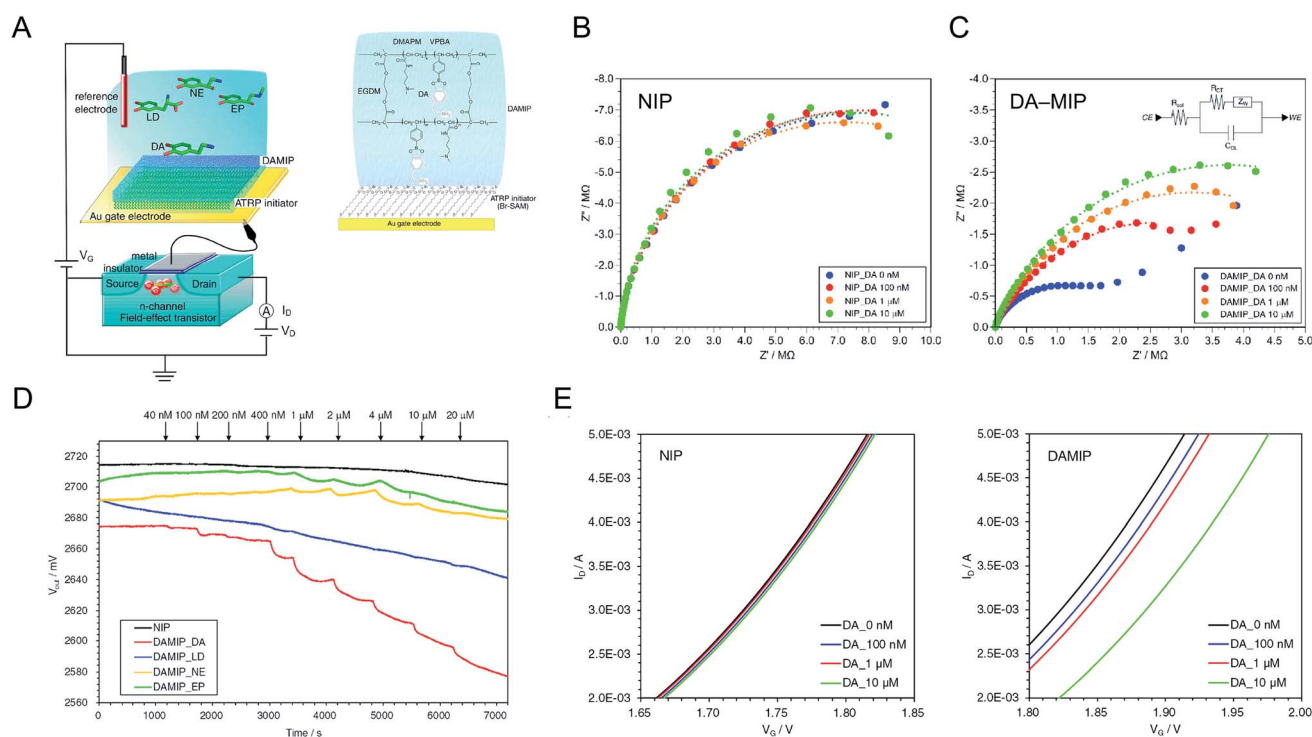 A
reference
electrode
NE
LD
EP
DA
DAMIP
ATRP initiator
Au gate electrode
V_G
metal
insulator
Source
Drain
n-channel
Field-effect transistor
A
I_D
V_D
DMAPM VPBA
EGDM
DA
DAMIP
ATRP initiator
(Br-SAM)
Au gate electrode
B
NIP
-8.0
-7.0
-6.0
-5.0
-4.0
-3.0
-2.0
-1.0
0.0
Z" / MΩ
0.0 1.0 2.0 3.0 4.0 5.0 6.0 7.0 8.0 9.0 10.0
Z' / MΩ
NIP_DA 0 nM
NIP_DA 100 nM
NIP_DA 1 µM
NIP_DA 10 µM
C
DA–MIP
-4.0
-3.5
-3.0
-2.5
-2.0
-1.5
-1.0
-0.5
0.0
Z" / MΩ
0.0 0.5 1.0 1.5 2.0 2.5 3.0 3.5 4.0 4.5 5.0
Z' / MΩ
CE
R_sol
R_CT
Z_W
C_DL
WE
DAMIP_DA 0 nM
DAMIP_DA 100 nM
DAMIP_DA 1 µM
DAMIP_DA 10 µM
D
40 nM 100 nM 200 nM 400 nM 1 µM 2 µM 4 µM 10 µM 20 µM
2720
2700
2680
2660
2640
2620
2600
2580
2560
V_out / mV
0 1000 2000 3000 4000 5000 6000 7000
Time / s
NIP
DAMIP_DA
DAMIP_LD
DAMIP_NE
DAMIP_EP
E
NIP
5.0E-03
4.5E-03
4.0E-03
3.5E-03
3.0E-03
2.5E-03
2.0E-03
I_D / A
1.65 1.70 1.75 1.80 1.85
V_G / V
DA_0 nM
DA_100 nM
DA_1 µM
DA_10 µM
DAMIP
5.0E-03
4.5E-03
4.0E-03
3.5E-03
3.0E-03
2.5E-03
2.0E-03
I_D / A
1.80 1.85 1.90 1.95 2.00
V_G / V
DA_0 nM
DA_100 nM
DA_1 µM
DA_10 µM